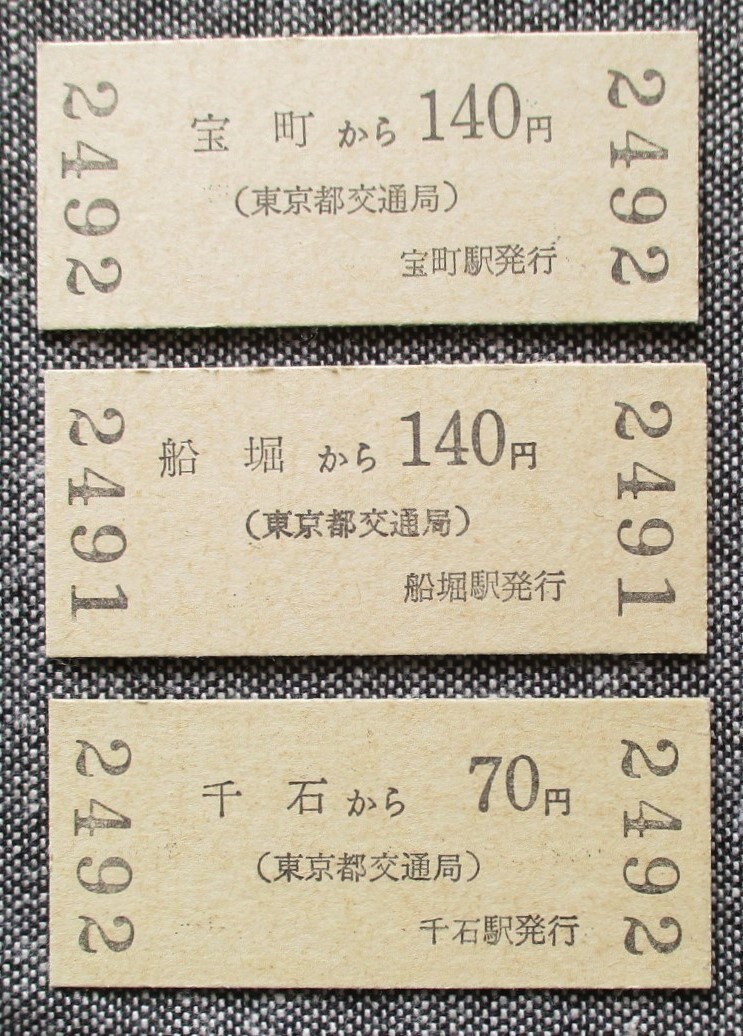 2492
宝町から 140円
(東京都交通局)
宝町駅発行
2492
2491
船堀から 140円
(東京都交通局)
船堀駅発行
2491
2492
千石から 70円
(東京都交通局)
千石駅発行
2492